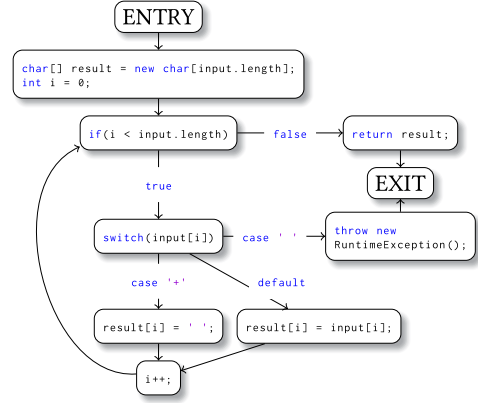 ENTRY
char[] result = new char[input.length];
int i = 0;
if(i < input.length)
false
return result;
true
EXIT
switch(input[i])
case ' '
throw new
RuntimeException();
case '+'
default
result[i] = ' ';
result[i] = input[i];
i++;